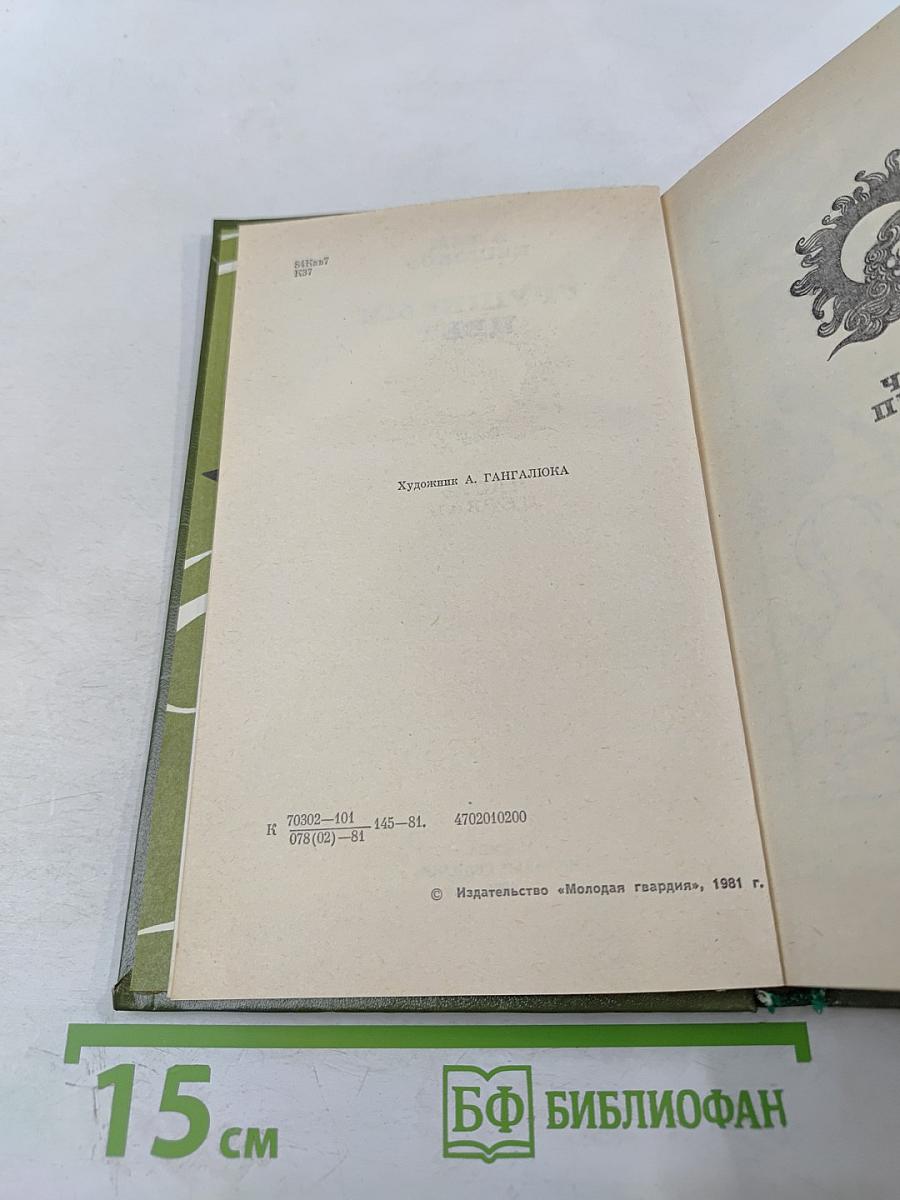 84Каз7
К37
Художник А. ГАНГАЛЮКА
К 70302—101
078(02)—81
145—81. 4702010200
© Издательство «Молодая гвардия», 1981 г.
15 см
БФ БИБЛИОФАН